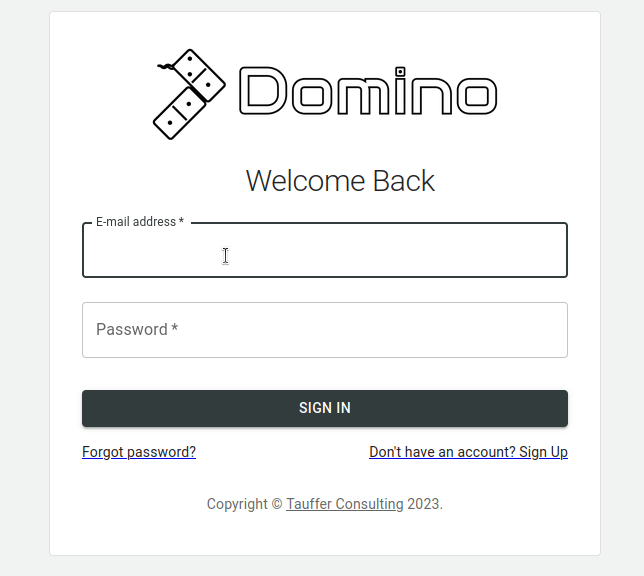 Domino
Welcome Back
E-mail address *
Password *
SIGN IN
Forgot password? Don't have an account? Sign Up
Copyright © Tauffer Consulting 2023.